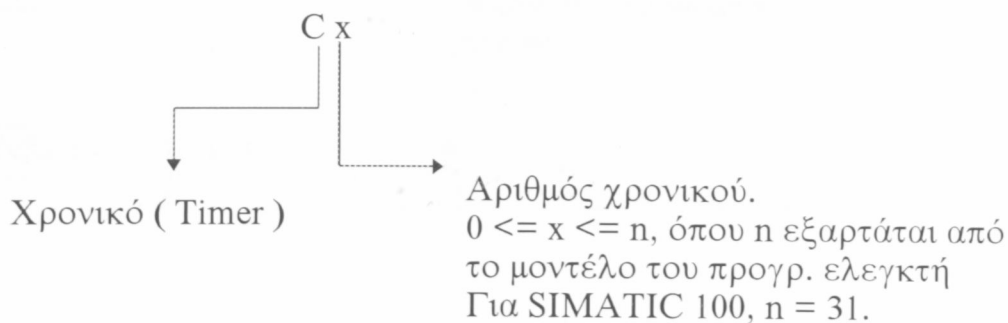 C x
Χρονικό ( Timer )
Αριθμός χρονικού.
0 <= x <= n, όπου n εξαρτάται από
το μοντέλο του προγρ. ελεγκτή
Για SIMATIC 100, n = 31.